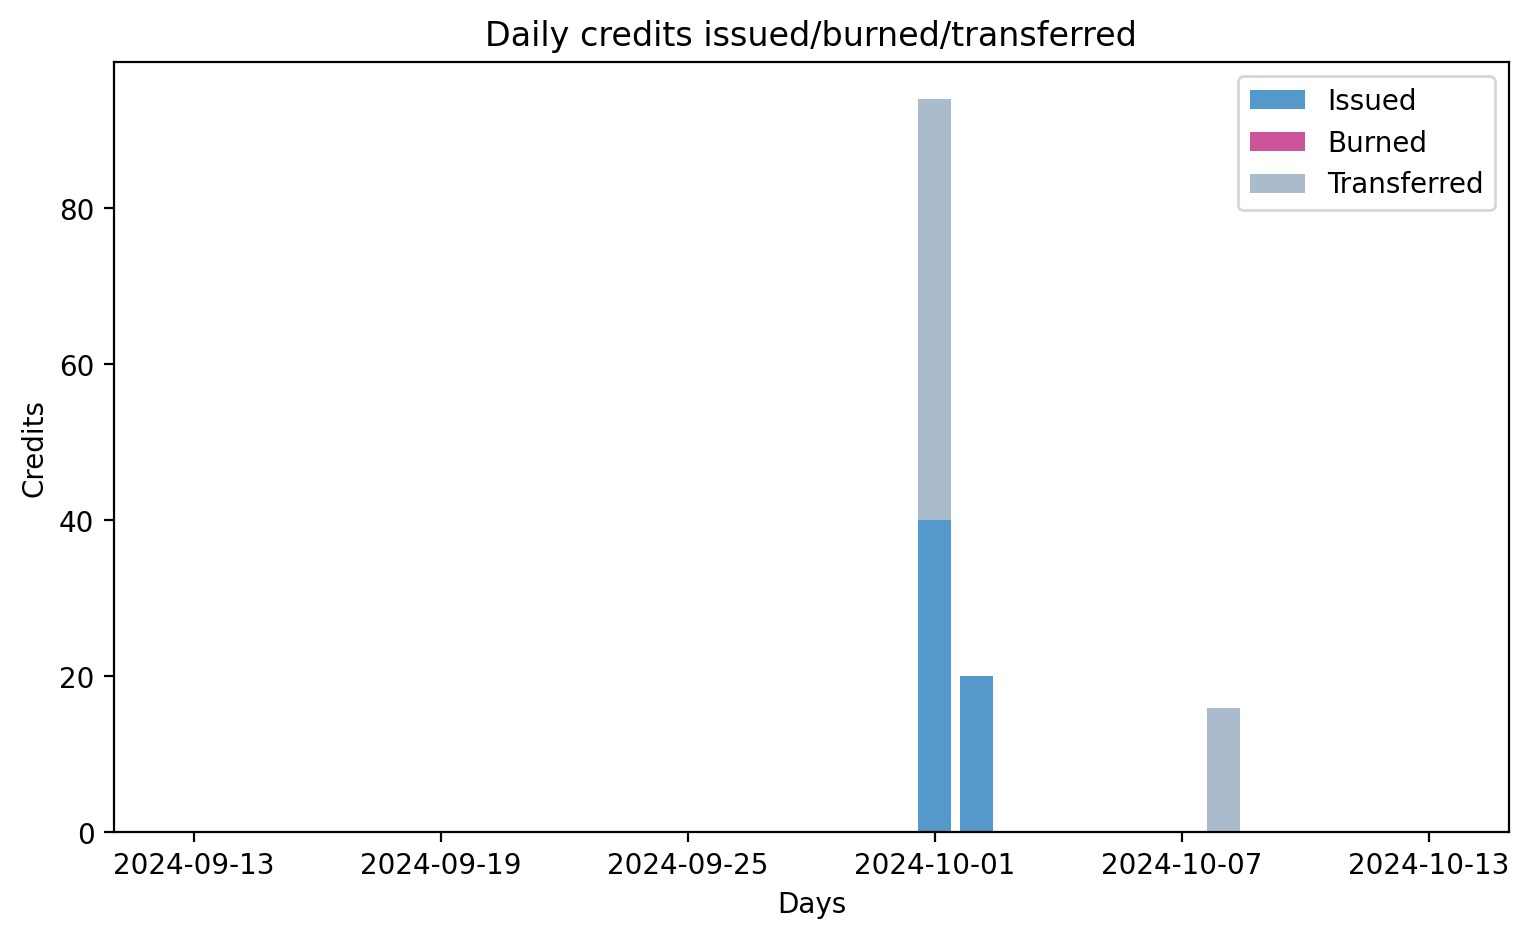 Daily credits issued/burned/transferred
Issued
Burned
Transferred
80
60
40
20
0
Credits
2024-09-13 2024-09-19 2024-09-25 2024-10-01 2024-10-07 2024-10-13
Days